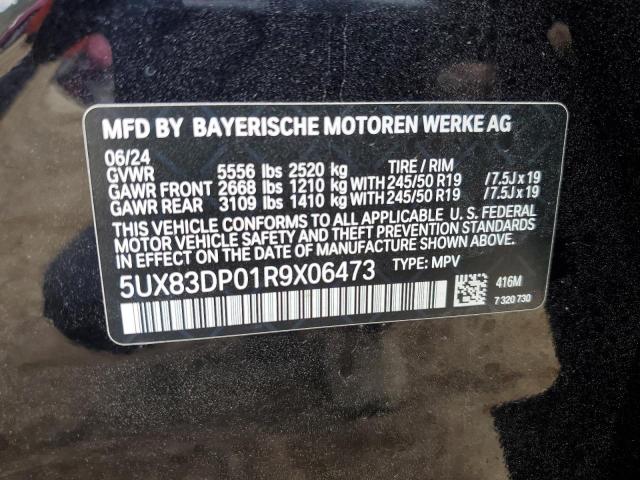 MFD BY BAYERISCHE MOTOREN WERKE AG
06/24
GVWR 5556 lbs 2520 kg TIRE / RIM
GAWR FRONT 2668 lbs 1210 kg WITH 245/50 R19 /7.5J x 19
GAWR REAR 3109 lbs 1410 kg WITH 245/50 R19 /7.5J x 19
THIS VEHICLE CONFORMS TO ALL APPLICABLE U. S. FEDERAL
MOTOR VEHICLE SAFETY AND THEFT PREVENTION STANDARDS
IN EFFECT ON THE DATE OF MANUFACTURE SHOWN ABOVE.
5UX83DP01R9X06473 TYPE: MPV
416M
7 320 730